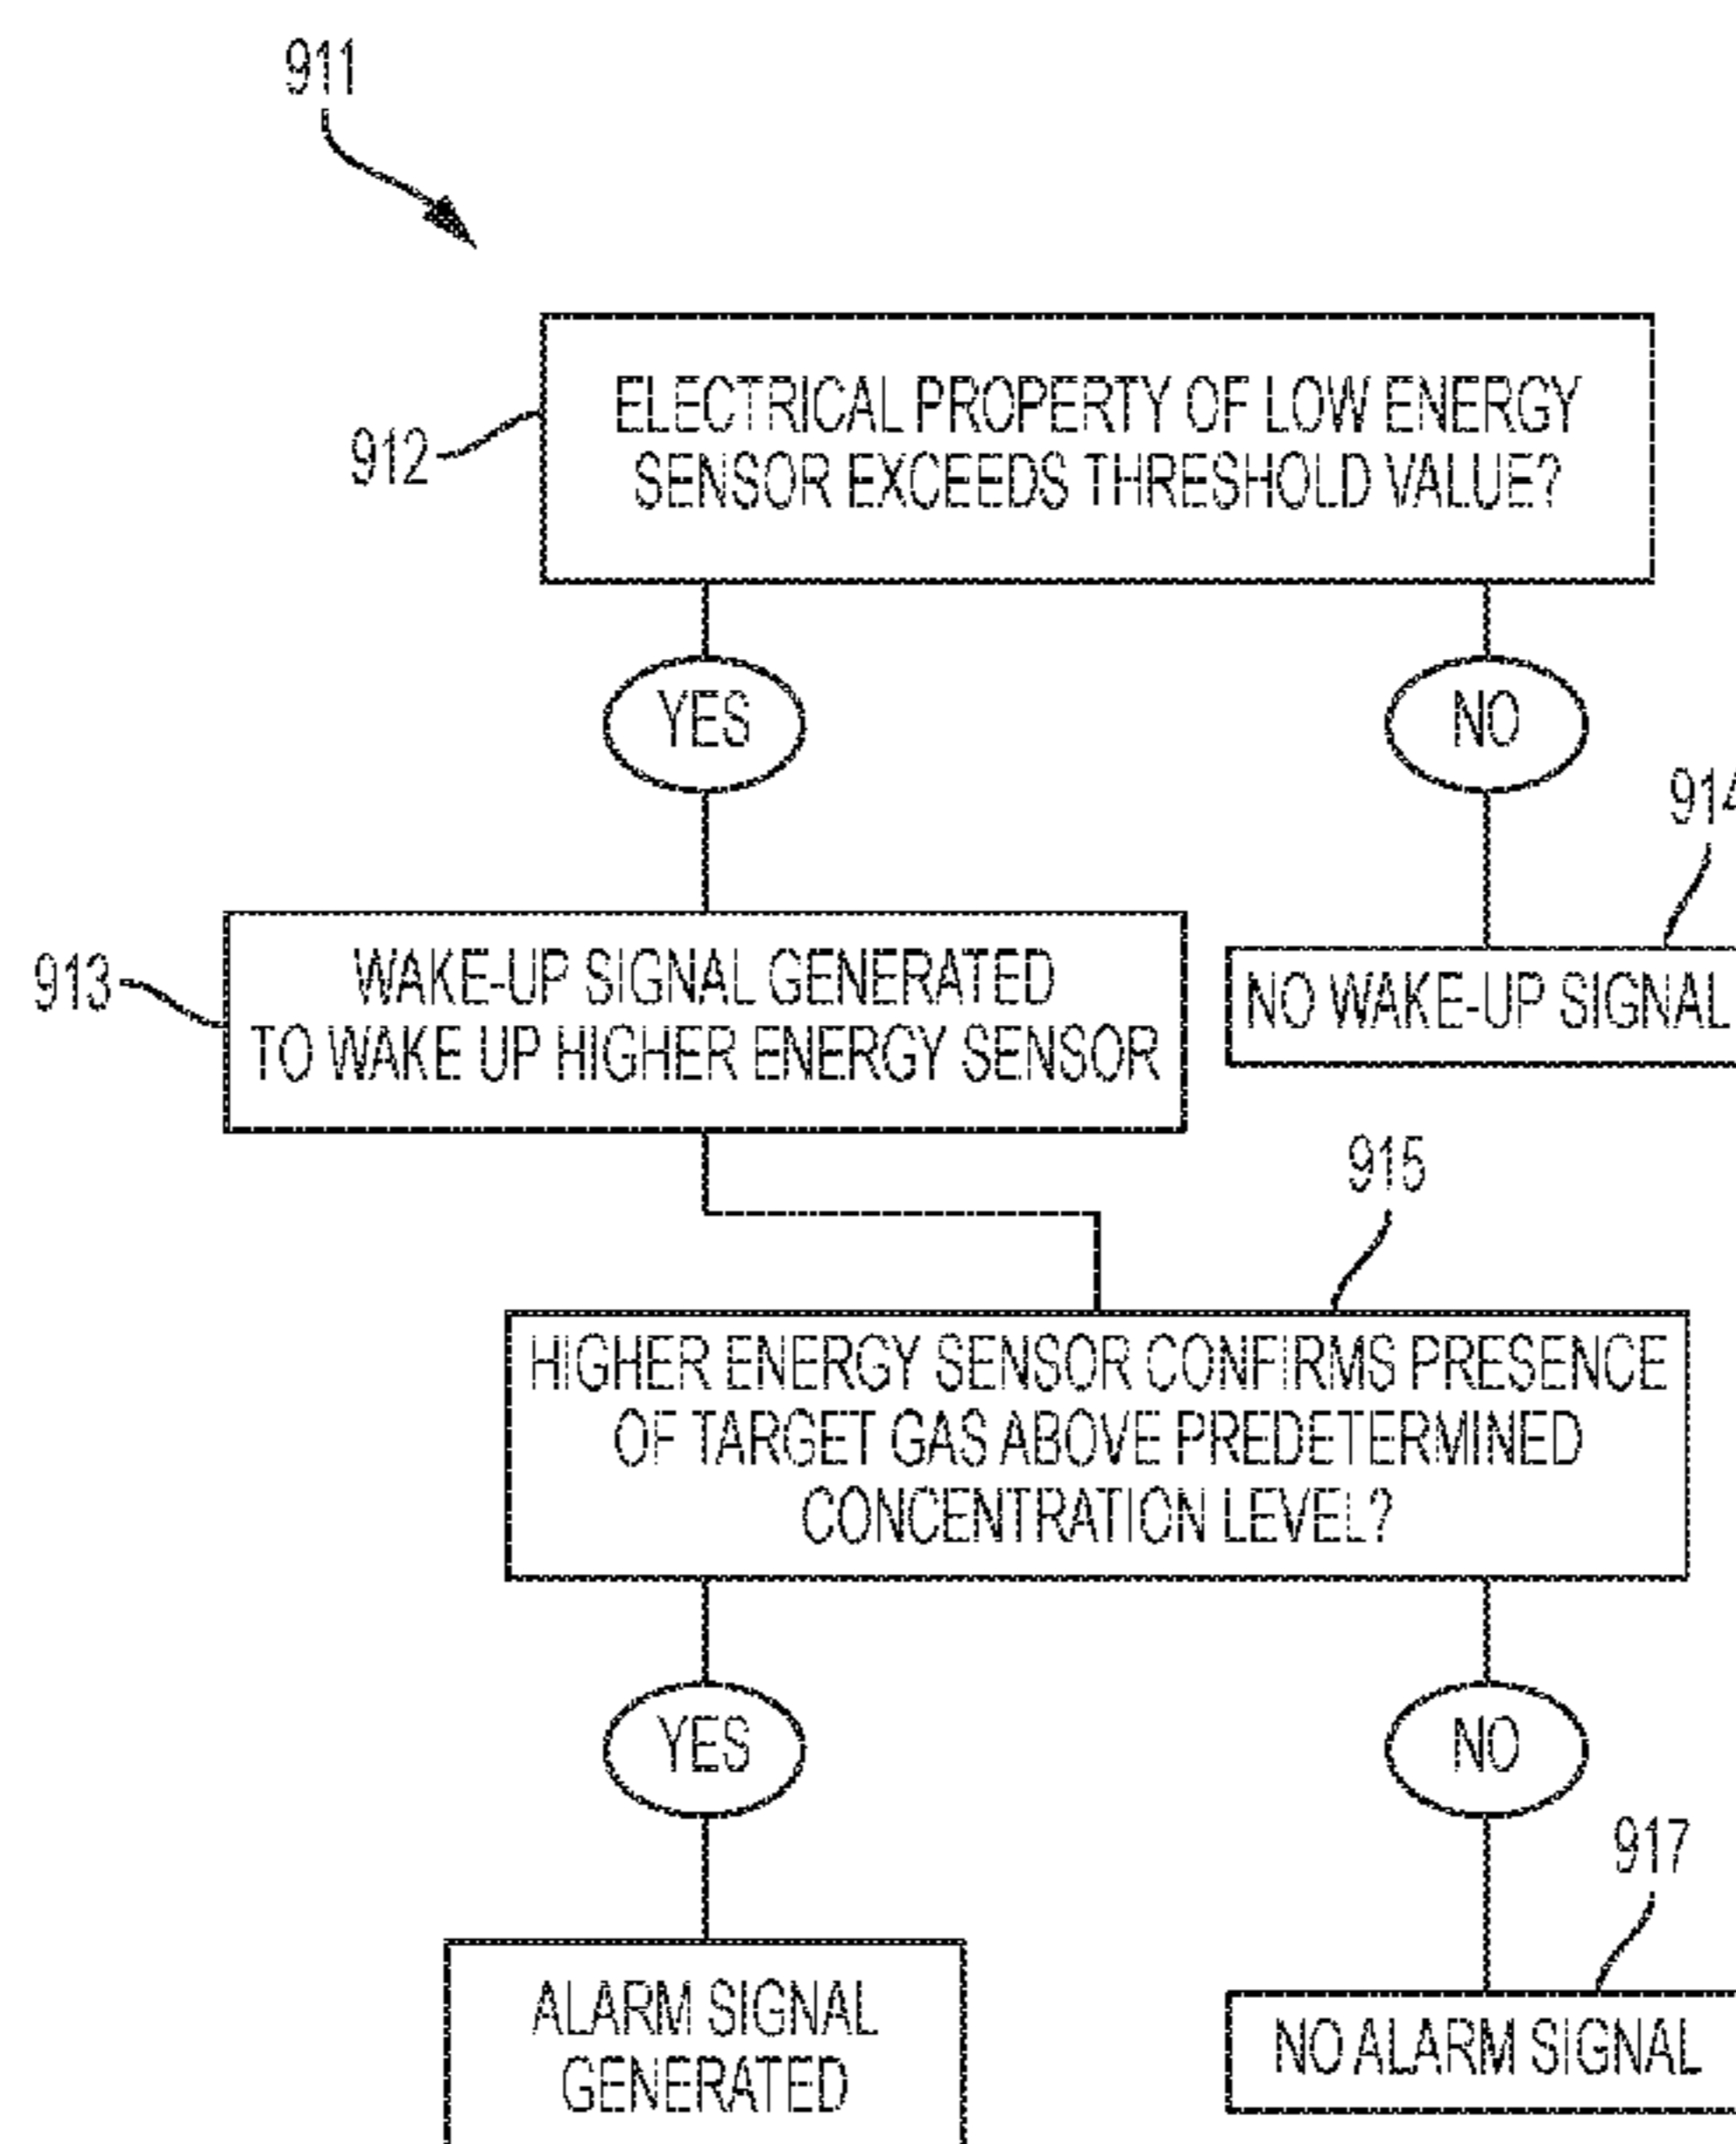 911
ELECTRICAL PROPERTY OF LOW ENERGY
SENSOR EXCEEDS THRESHOLD VALUE?
912
YES
NO
914
WAKE-UP SIGNAL GENERATED
TO WAKE UP HIGHER ENERGY SENSOR
913
NO WAKE-UP SIGNAL
915
HIGHER ENERGY SENSOR CONFIRMS PRESENCE
OF TARGET GAS ABOVE PREDETERMINED
CONCENTRATION LEVEL?
YES
NO
917
ALARM SIGNAL
GENERATED
NO ALARM SIGNAL